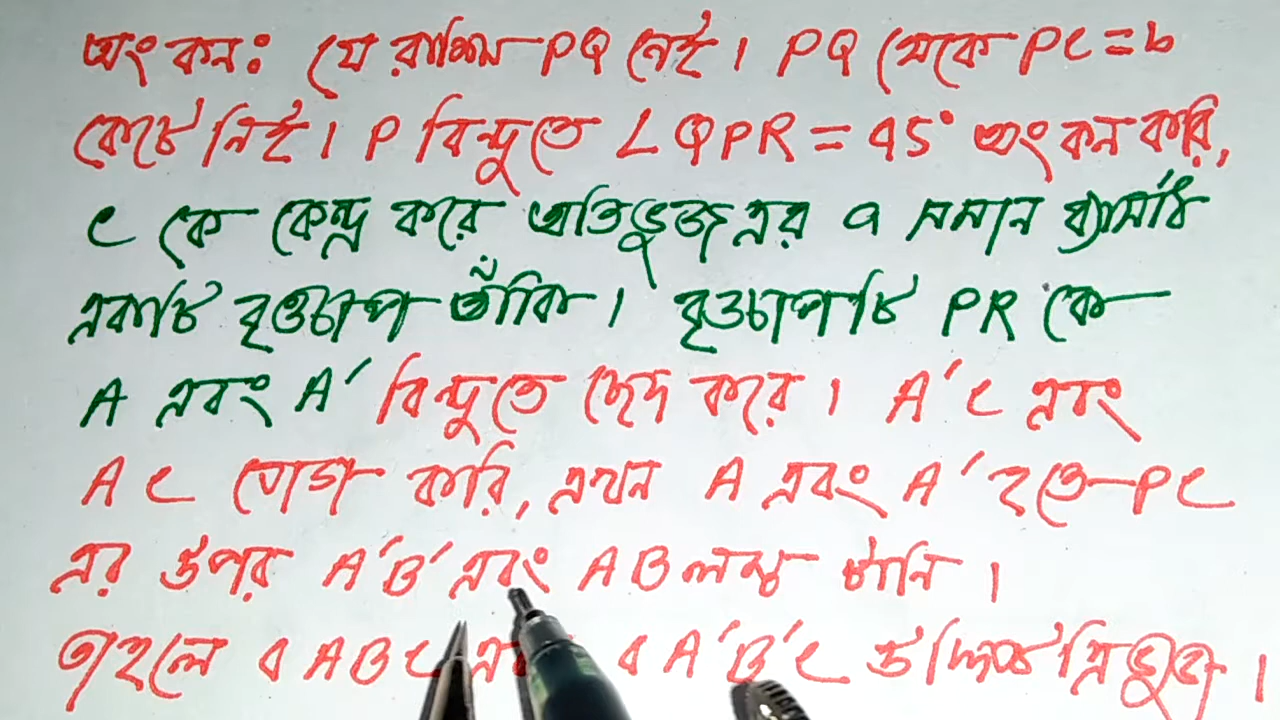 অংকন: যে রশ্মি PQ নেই। PQ থেকে PC = b
কেটে নিই। P বিন্দুতে ∠QPR = 45° অংকন করি,
C কে কেন্দ্র করে অতিভুজ এর a সমান ব্যাসার্ধ
একটি বৃত্তচাপ আঁকি। বৃত্তচাপটি PR কে
A এবং A′ বিন্দুতে ছেদ করে। A′C এবং
AC যোগ করি, এখন A এবং A′ হতে PC
এর উপর A′B′ এবং AB লম্ব টানি।
তাহলে ব ABC ব A′B′C উদ্দিষ্ট ত্রিভুজ।